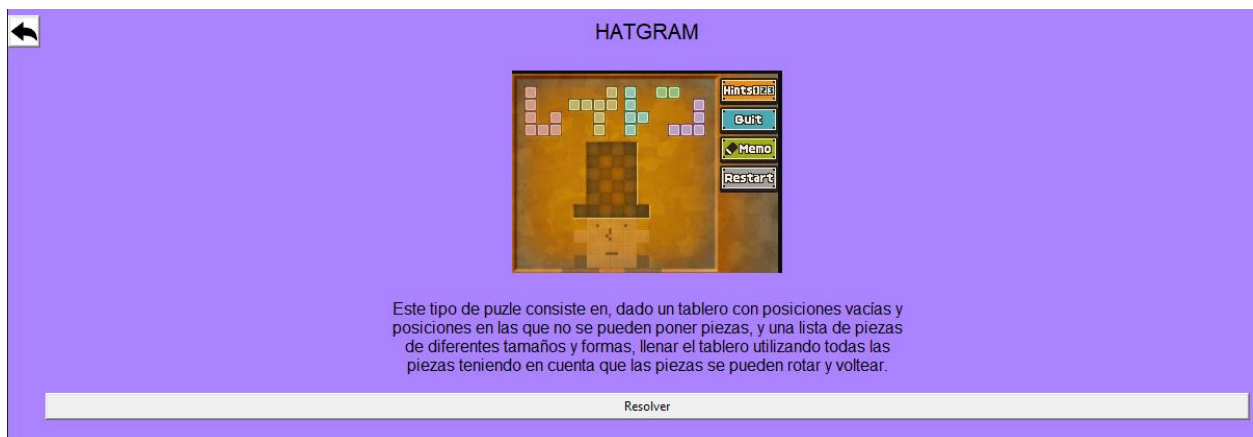 HATGRAM
Hints123
Quit
Memo
Restart
Este tipo de puzle consiste en, dado un tablero con posiciones vacías y
posiciones en las que no se pueden poner piezas, y una lista de piezas
de diferentes tamaños y formas, llenar el tablero utilizando todas las
piezas teniendo en cuenta que las piezas se pueden rotar y voltear.
Resolver